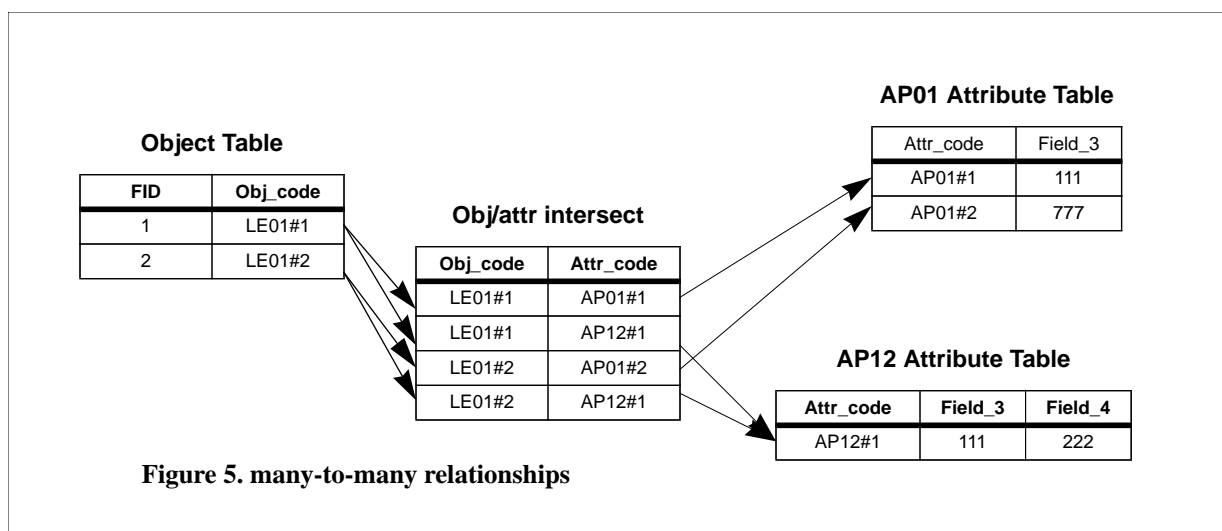 Object Table
FID Obj_code
1 LE01#1
2 LE01#2
Obj/attr intersect
Obj_code Attr_code
LE01#1 AP01#1
LE01#1 AP12#1
LE01#2 AP01#2
LE01#2 AP12#1
AP01 Attribute Table
Attr_code Field_3
AP01#1 111
AP01#2 777
AP12 Attribute Table
Attr_code Field_3 Field_4
AP12#1 111 222
Figure 5. many-to-many relationships